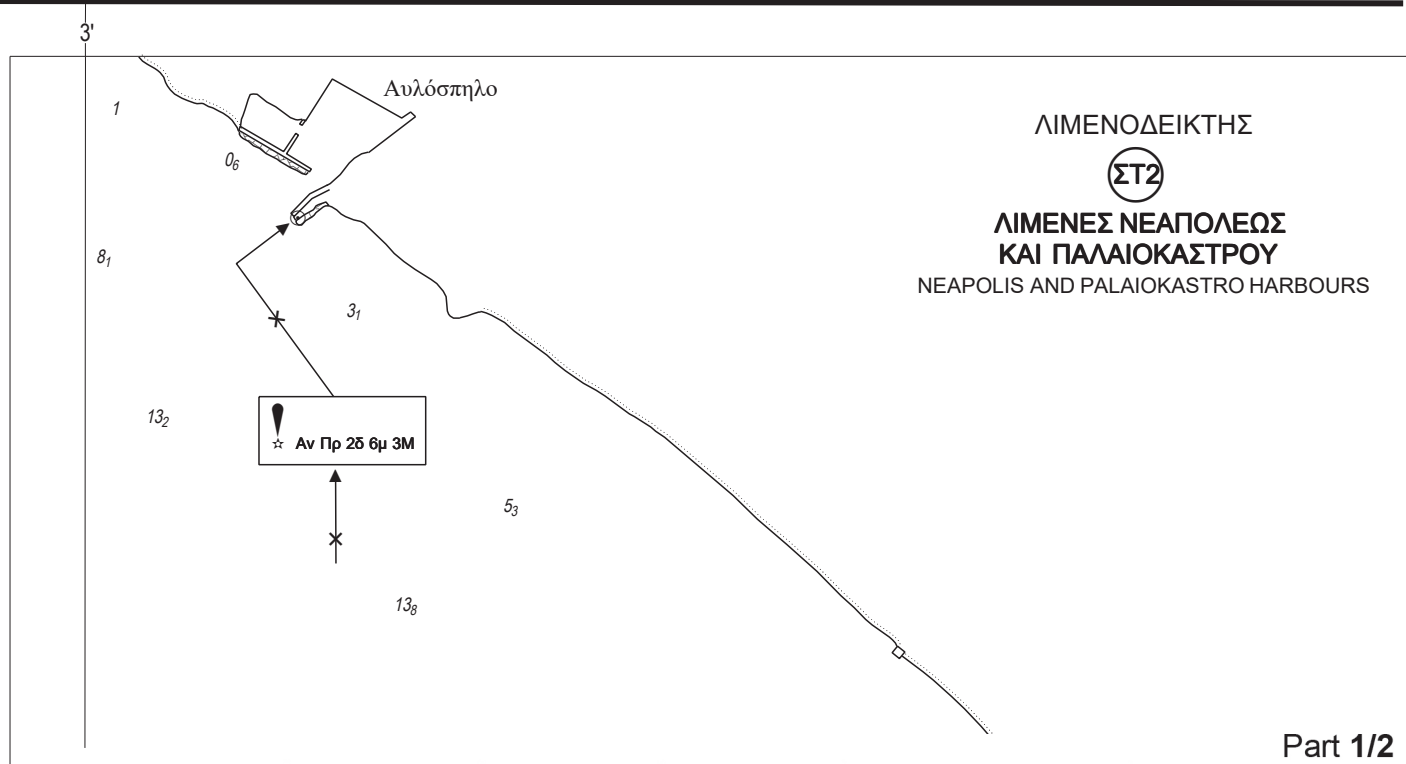 3'
Αυλόσπηλο
1
0₆
ΛΙΜΕΝΟΔΕΙΚΤΗΣ
ΣΤ2
ΛΙΜΕΝΕΣ ΝΕΑΠΟΛΕΩΣ
ΚΑΙ ΠΑΛΑΙΟΚΑΣΤΡΟΥ
NEAPOLIS AND PALAIOKASTRO HARBOURS
8₁
3₁
13₂
Αν Πρ 2δ 6μ 3Μ
5₃
13₈
Part 1/2